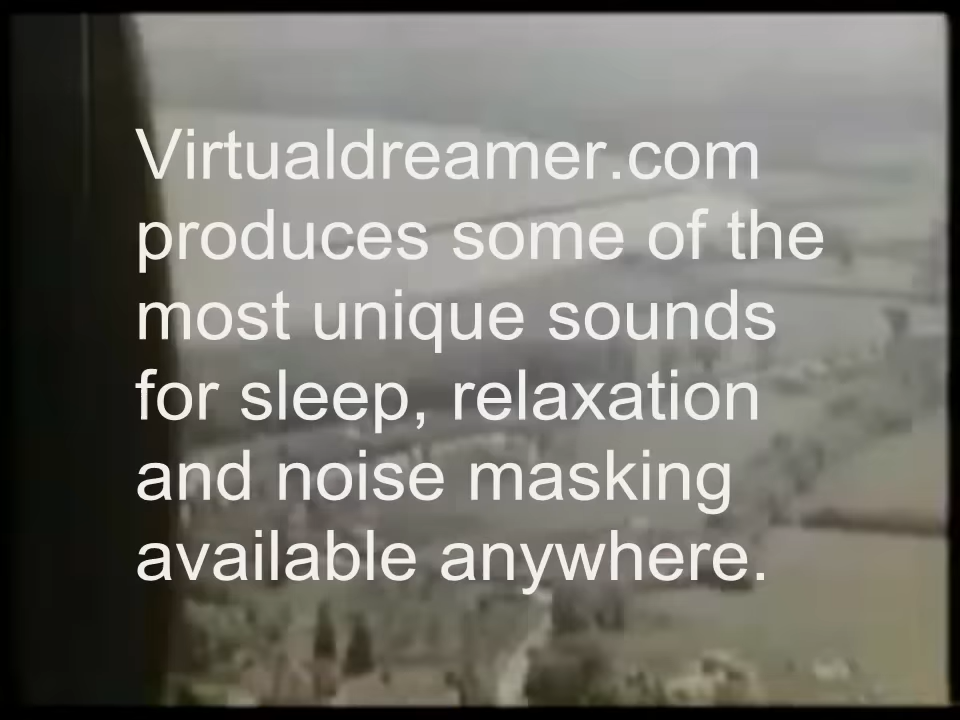 Virtualdreamer.com
produces some of the
most unique sounds
for sleep, relaxation
and noise masking
available anywhere.